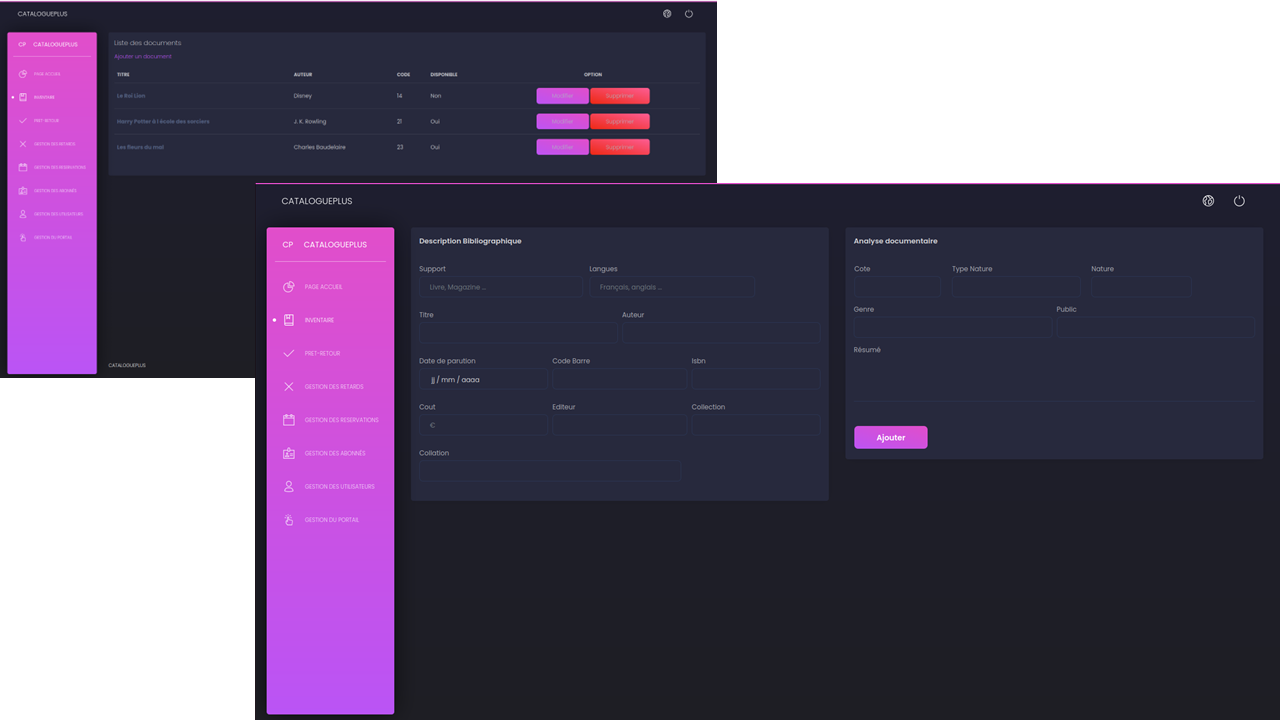 CATALOGUEPLUS
CP CATALOGUEPLUS
PAGE ACCUEIL
INVENTAIRE
PRET-RETOUR
GESTION DES RETARDS
GESTION DES RESERVATIONS
GESTION DES ABONNÉS
GESTION DES UTILISATEURS
GESTION DU PORTAIL
Liste des documents
Ajouter un document
TITRE AUTEUR CODE DISPONIBLE OPTION
Le Roi Lion Disney 14 Non Modifier Supprimer
Harry Potter à l'école des sorciers J. K. Rowling 21 Oui Modifier Supprimer
Les fleurs du mal Charles Baudelaire 23 Oui Modifier Supprimer
CATALOGUEPLUS
CATALOGUEPLUS
CP CATALOGUEPLUS
PAGE ACCUEIL
INVENTAIRE
PRET-RETOUR
GESTION DES RETARDS
GESTION DES RESERVATIONS
GESTION DES ABONNÉS
GESTION DES UTILISATEURS
GESTION DU PORTAIL
Description Bibliographique
Support Langues
Livre, Magazine ... Français, anglais ...
Titre Auteur
Date de parution Code Barre Isbn
jj / mm / aaaa
Cout Editeur Collection
€
Collation
Analyse documentaire
Cote Type Nature Nature
Genre Public
Résumé
Ajouter